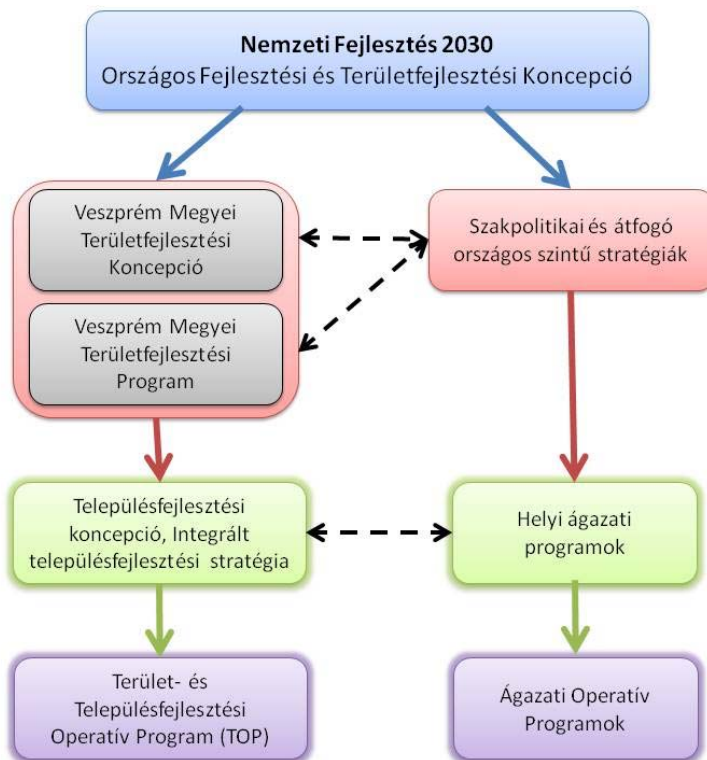 Nemzeti Fejlesztés 2030
Országos Fejlesztési és Területfejlesztési Koncepció
Veszprém Megyei
Területfejlesztési
Koncepció
Veszprém Megyei
Területfejlesztési
Program
Szakpolitikai és átfogó
országos szintű stratégiák
Településfejlesztési
koncepció, Integrált
településfejlesztési stratégia
Helyi ágazati
programok
Terület- és
Településfejlesztési
Operatív Program (TOP)
Ágazati Operatív
Programok